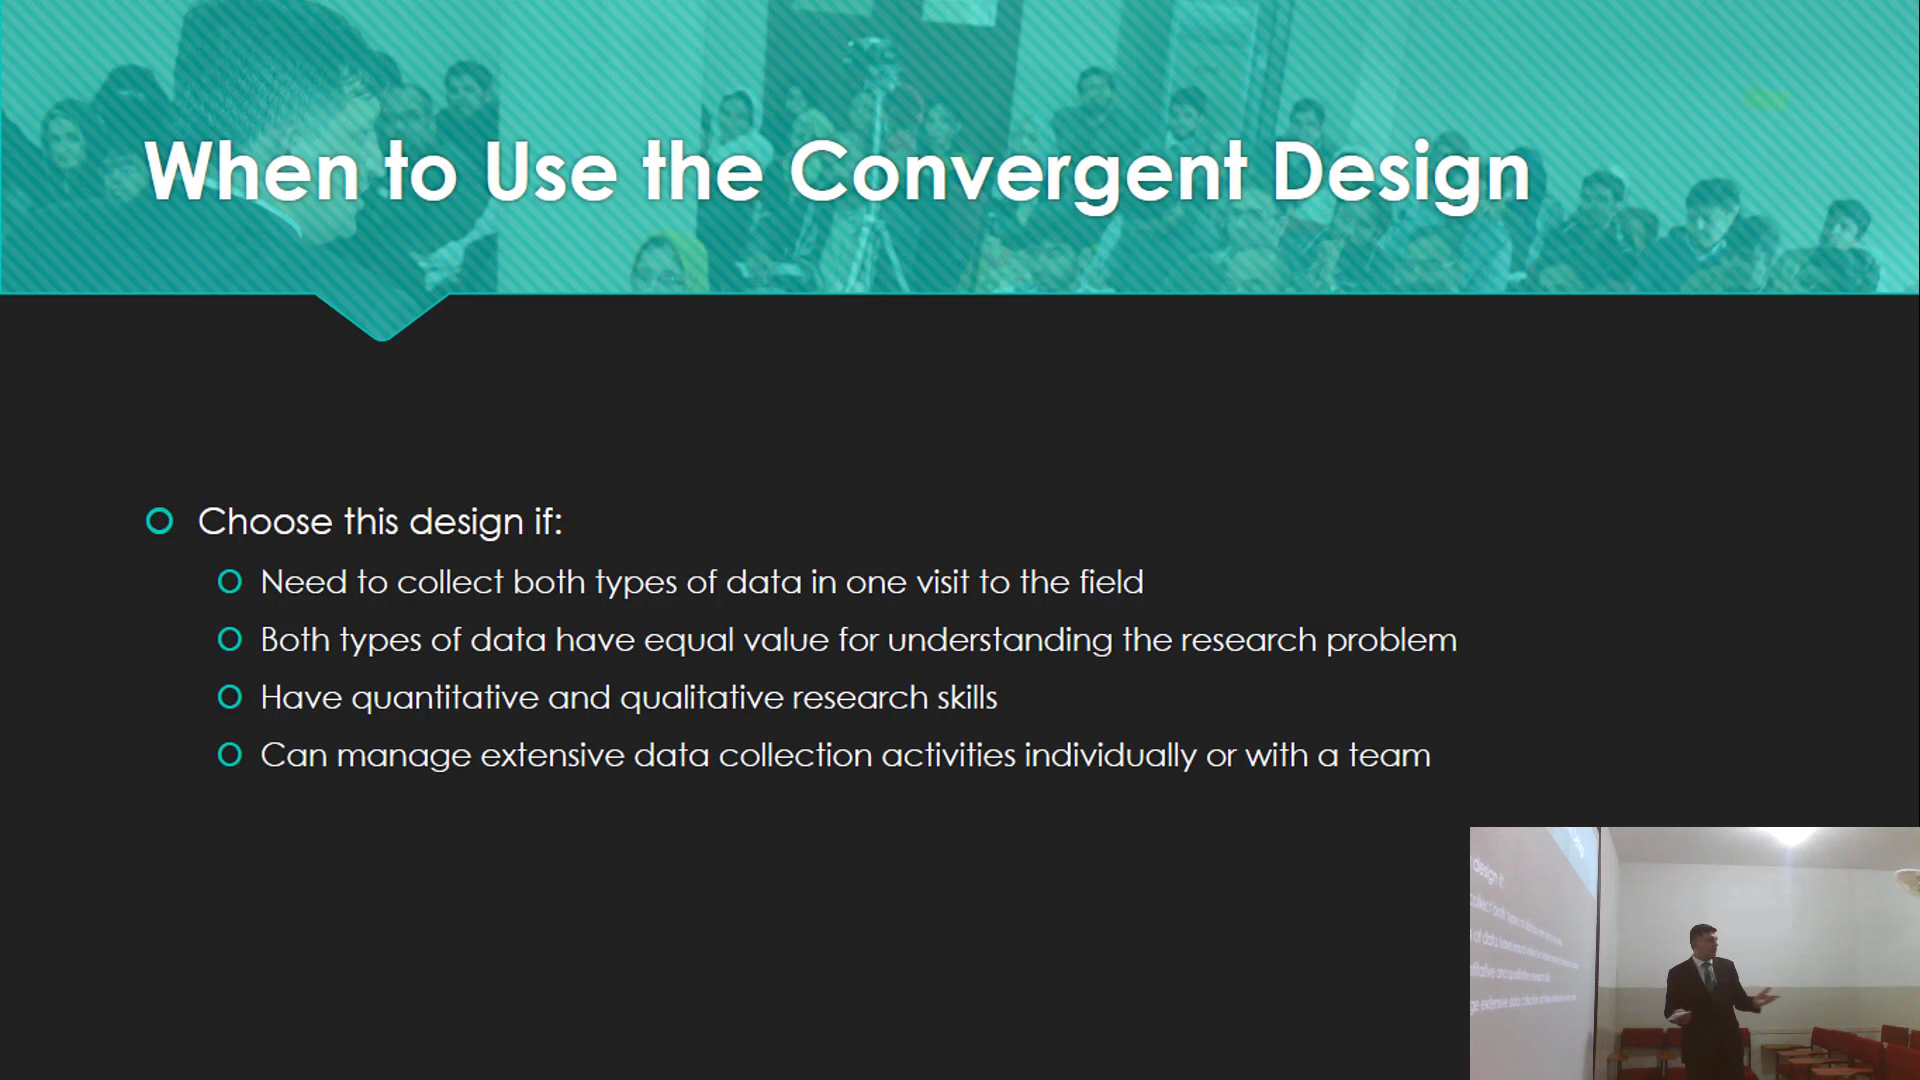 When to Use the Convergent Design
Choose this design if:
Need to collect both types of data in one visit to the field
Both types of data have equal value for understanding the research problem
Have quantitative and qualitative research skills
Can manage extensive data collection activities individually or with a team
design if: